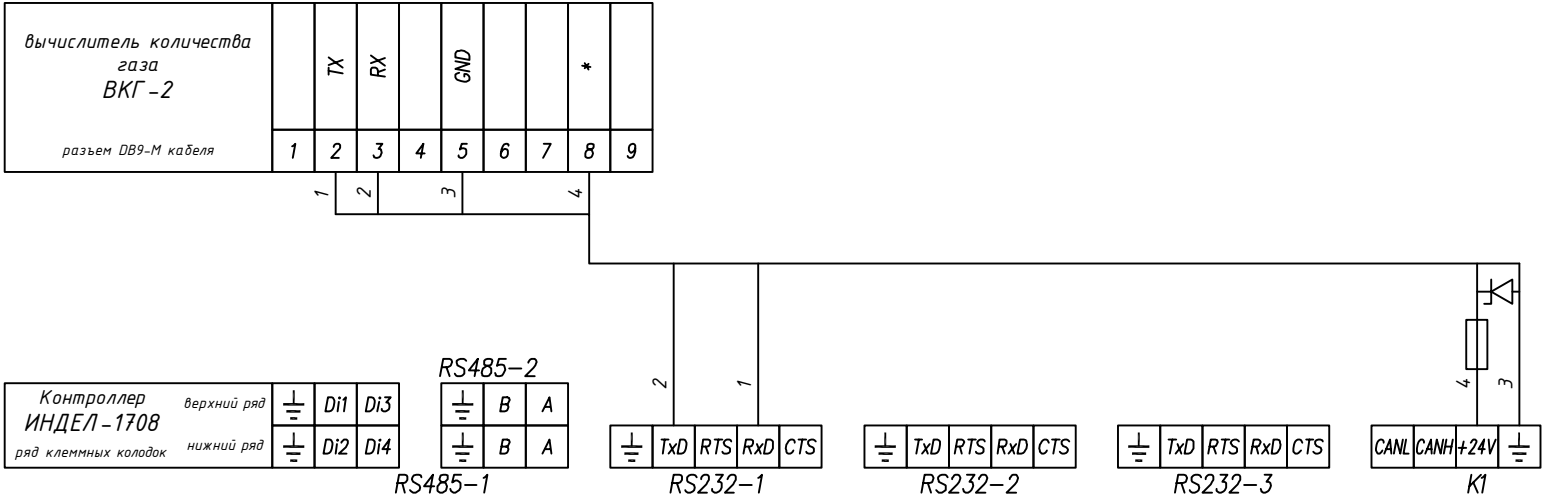 вычислитель количества
газа
ВКГ-2
разъем DB9-М кабеля
TX RX GND *
1 2 3 4 5 6 7 8 9
1 2 3 4
2 1 4 3
RS485-2
Контроллер
ИНДЕЛ-1708
ряд клеммных колодок
верхний ряд Di1 Di3 B A
нижний ряд Di2 Di4 B A
TxD RTS RxD CTS TxD RTS RxD CTS TxD RTS RxD CTS CANL CANH +24V
RS485-1 RS232-1 RS232-2 RS232-3 K1